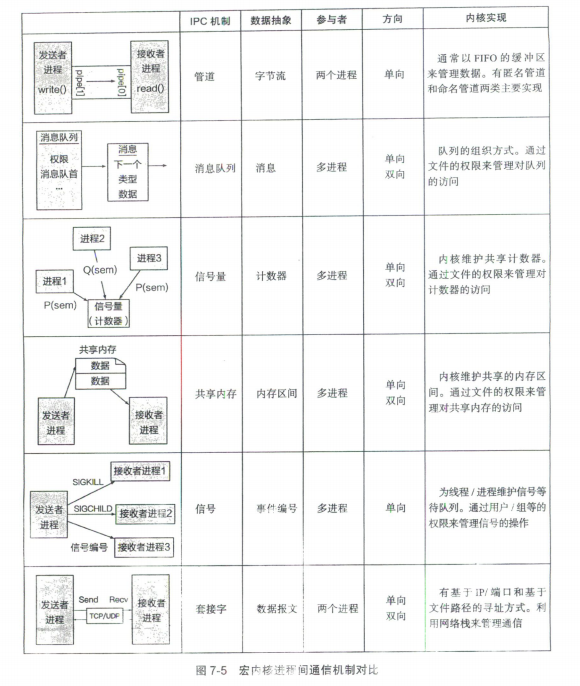 IPC 机制 数据抽象 参与者 方向 内核实现
发送者 接收者
进程 进程
write() pipe[1] pipe[0] read()
管道 字节流 两个进程 单向
通常以 FIFO 的缓冲区
来管理数据。有匿名管道
和命名管道两类主要实现
消息队列
权限
消息队首
...
消息
下一个
类型
数据
消息队列 消息 多进程 单向
双向
队列的组织方式。通过
文件的权限来管理对队列
的访问
进程2
进程3
Q(sem)
进程1
P(sem)
P(sem)
信号量
(计数器)
信号量 计数器 多进程 单向
双向
内核维护共享计数器。
通过文件的权限来管理对
计数器的访问
共享内存
数据
数据
发送者
进程
接收者
进程
共享内存 内存区间 多进程 单向
双向
内核维护共享的内存区
间。通过文件的权限来管
理对共享内存的访问
发送者
进程
SIGKILL 接收者进程1
SIGCHILD 接收者进程2
信号编号 接收者进程3
信号 事件编号 多进程 单向
为线程/进程维护信号等
待队列。通过用户/组等的
权限来管理信号的操作
发送者
进程
Send Recv
TCP/UDF
接收者
进程
套接字 数据报文 两个进程 单向
双向
有基于 IP/端口和基于
文件路径的寻址方式。利
用网络栈来管理通信
图 7-5 宏内核进程间通信机制对比